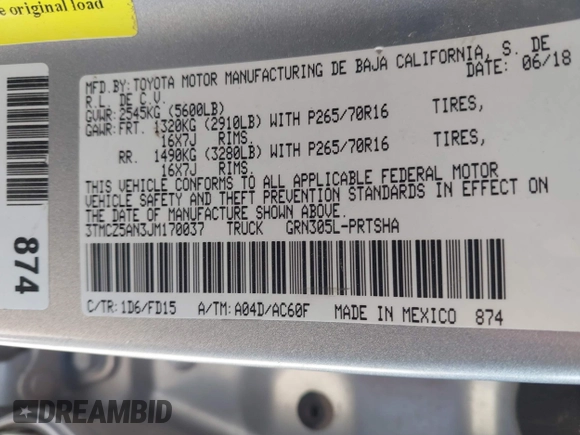 e original load
874
MFD.BY:TOYOTA MOTOR MANUFACTURING DE BAJA CALIFORNIA, S. DE
R.L. DE C.V. DATE: 06/18
GVWR:2545KG (5600LB)
GAWR:FRT. 1320KG (2910LB) WITH P265/70R16 TIRES,
16X7J RIMS.
RR. 1490KG (3280LB) WITH P265/70R16 TIRES,
16X7J RIMS.
THIS VEHICLE CONFORMS TO ALL APPLICABLE FEDERAL MOTOR
VEHICLE SAFETY AND THEFT PREVENTION STANDARDS IN EFFECT ON
THE DATE OF MANUFACTURE SHOWN ABOVE.
3TMCZ5AN3JM170037 TRUCK GRN305L-PRTSHA
C/TR:1D6/FD15 A/TM:A04D/AC60F MADE IN MEXICO 874
DREAMBID